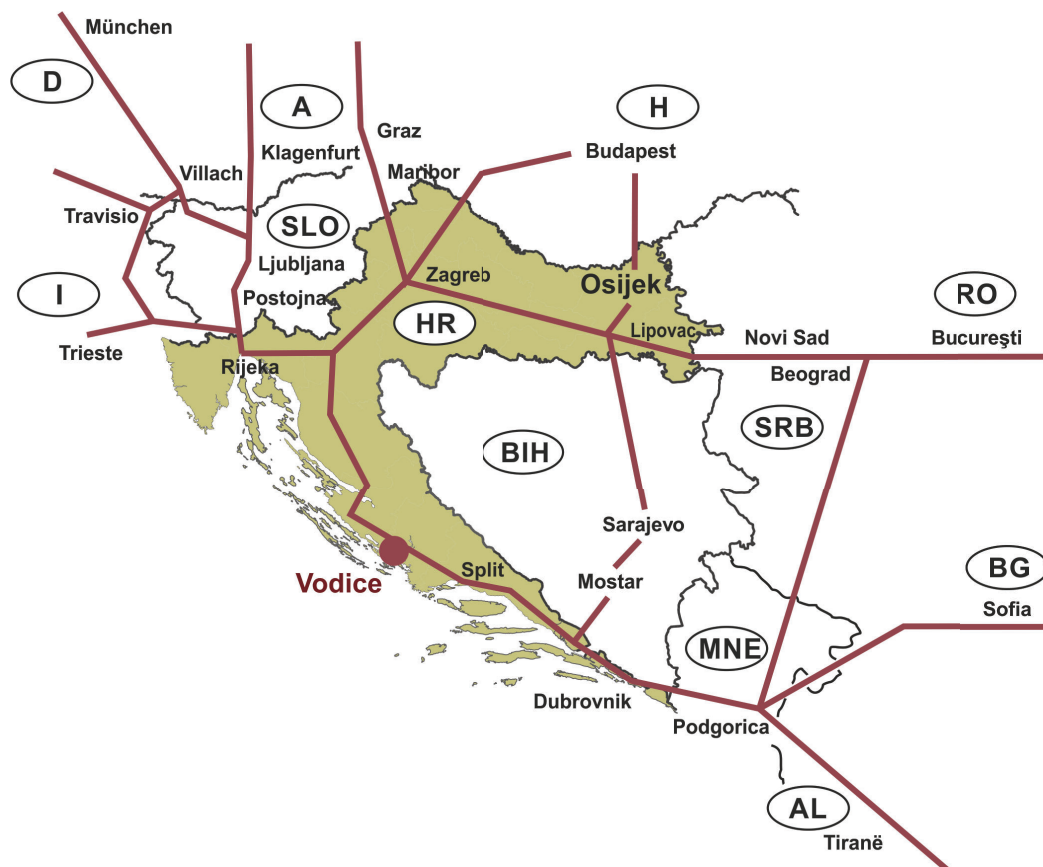 München
D
A
H
Graz
Klagenfurt
Budapest
Villach
Maribor
Travisio
SLO
Ljubljana
Zagreb
Osijek
I
Postojna
RO
HR
Lipovac
Novi Sad
Bucureşti
Trieste
Rijeka
Beograd
SRB
BIH
Sarajevo
Vodice
Split
Mostar
BG
Sofia
MNE
Dubrovnik
Podgorica
AL
Tiranë